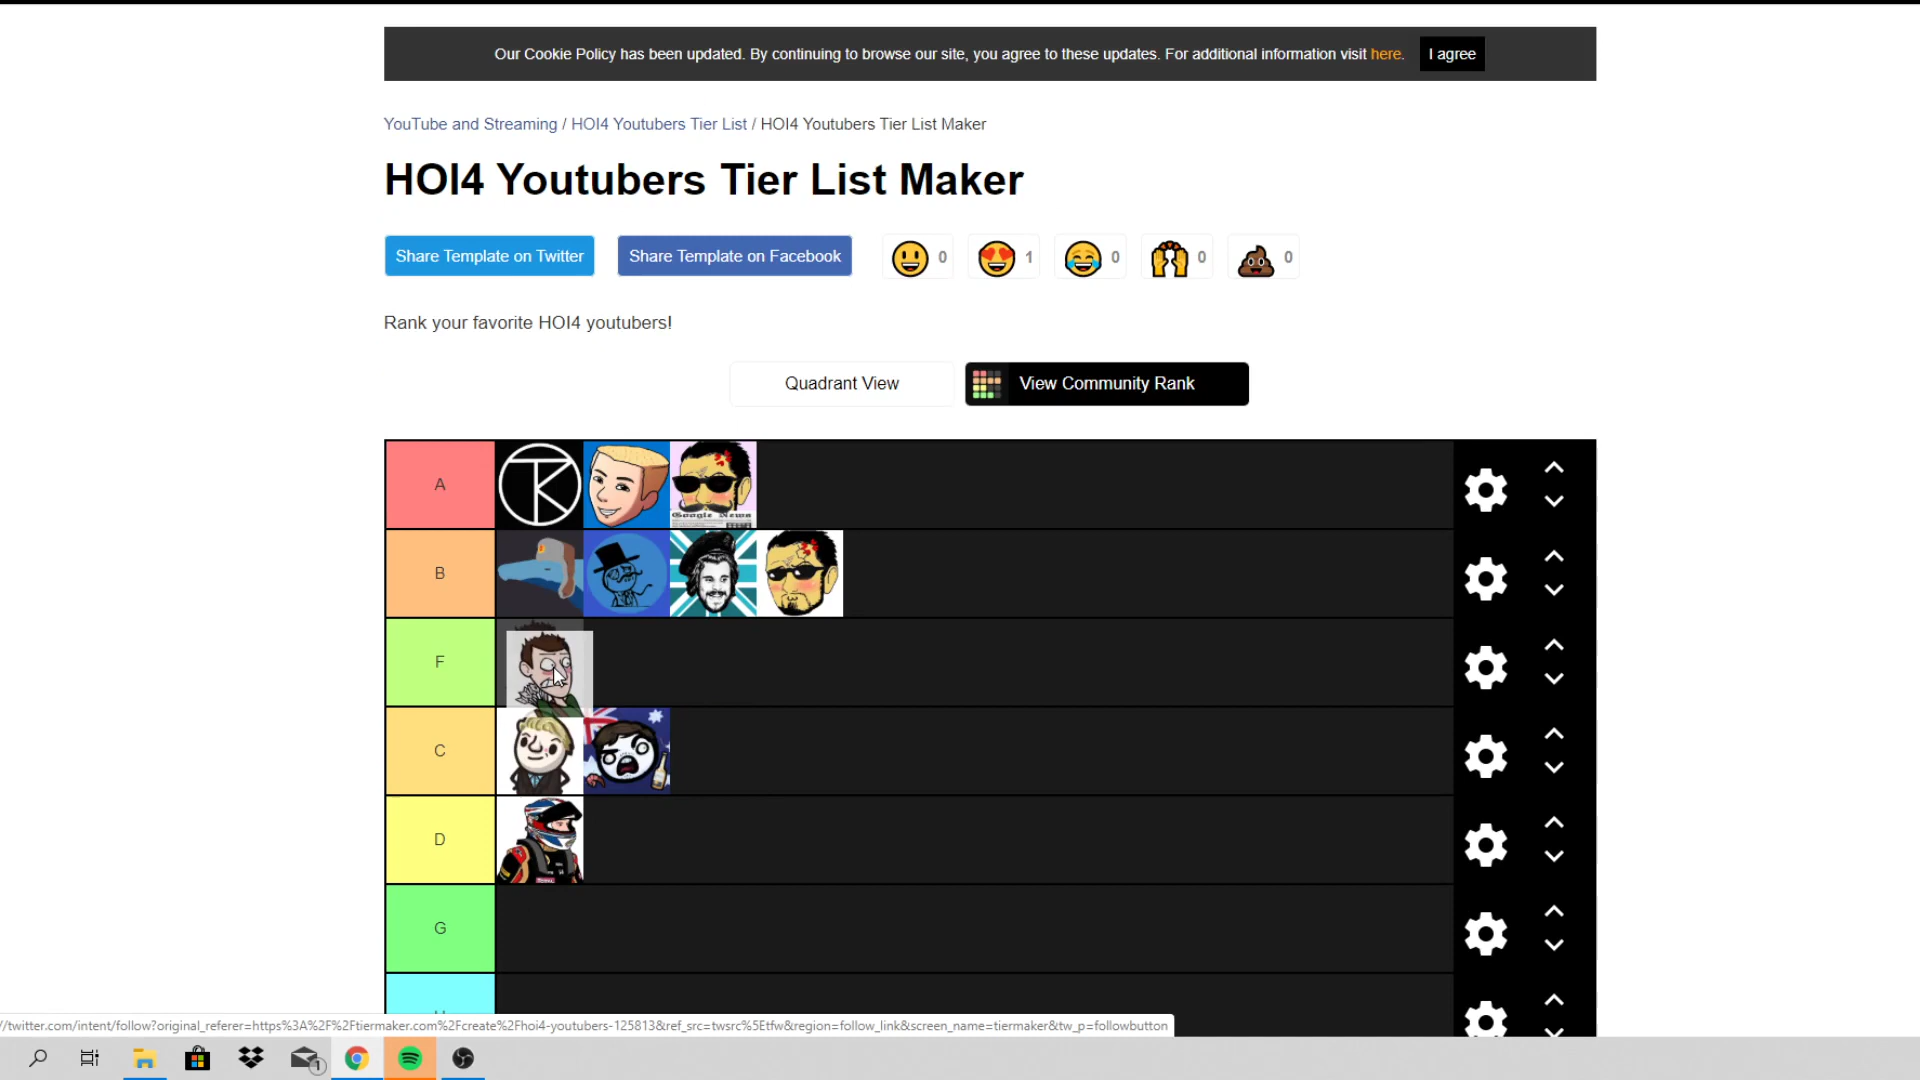 Our Cookie Policy has been updated. By continuing to browse our site, you agree to these updates. For additional information visit here. I agree
YouTube and Streaming / HOI4 Youtubers Tier List / HOI4 Youtubers Tier List Maker
HOI4 Youtubers Tier List Maker
Share Template on Twitter Share Template on Facebook 0 1 0 0 0
Rank your favorite HOI4 youtubers!
Quadrant View View Community Rank
A
Google News
B
F
C
D
G
//twitter.com/intent/follow?original_referer=https%3A%2F%2Ftiermaker.com%2Fcreate%2Fhoi4-youtubers-125813&ref_src=twsrc%5Etfw&region=follow_link&screen_name=tiermaker&tw_p=followbutton
1